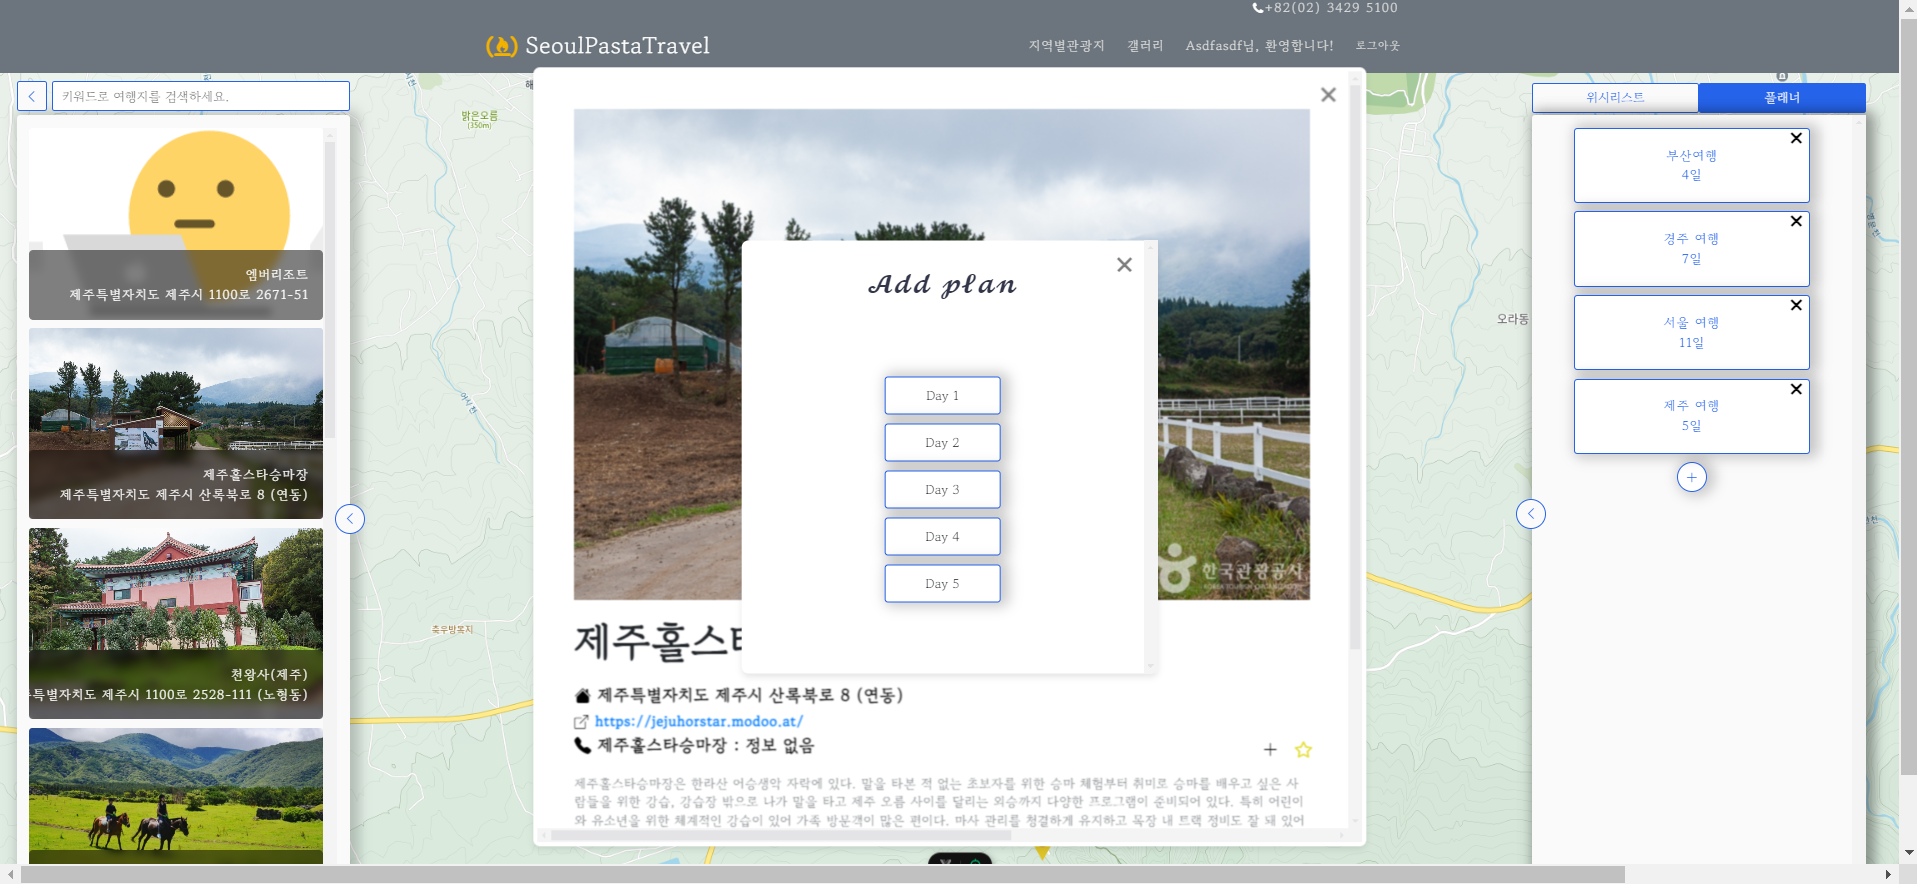 +82(02) 3429 5100
SeoulPastaTravel
지역별관광지
갤러리
Asdfasdf님, 환영합니다!
로그아웃
키워드로 여행지를 검색하세요.
엠버리조트
제주특별자치도 제주시 1100로 2671-51
제주홀스타승마장
제주특별자치도 제주시 산록북로 8 (연동)
천왕사(제주)
특별자치도 제주시 1100로 2528-111 (노형동)
밝은오름
(350m)
축우방목지
오라동
Add plan
Day 1
Day 2
Day 3
Day 4
Day 5
한국관광공사
제주홀스타
제주특별자치도 제주시 산록북로 8 (연동)
https://jejuhorstar.modoo.at/
제주홀스타승마장 : 정보 없음
제주홀스타승마장은 한라산 어승생악 자락에 있다. 말을 타본 적 없는 초보자를 위한 승마 체험부터 취미로 승마를 배우고 싶은 사
람들을 위한 강습, 강습장 밖으로 나가 말을 타고 제주 오름 사이를 달리는 외승까지 다양한 프로그램이 준비되어 있다. 특히 어린이
와 유소년을 위한 체계적인 강습이 있어 가족 방문객이 많은 편이다. 마사 관리를 청결하게 유지하고 목장 내 트랙 정비도 잘 돼 있어
위시리스트
플래너
부산여행
4일
경주 여행
7일
서울 여행
11일
제주 여행
5일